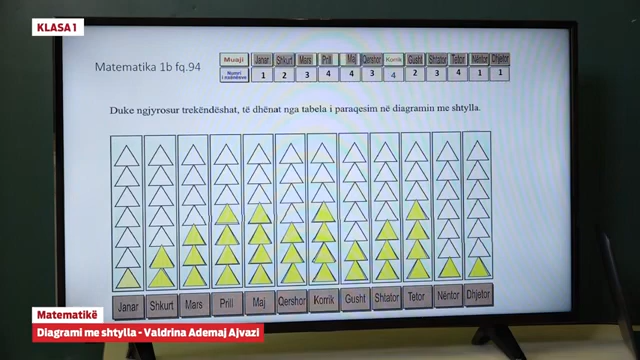 KLASA 1
Matematika 1b fq.94
Muaji Janar Shkurt Mars Prill Maj Qershor Korrik Gusht Shtator Tetor Nëntor Dhjetor
Numri i nxënësve 1 2 3 4 4 3 4 2 3 4 1 1
Duke ngjyrosur trekëndëshat, të dhënat nga tabela i paraqesim në diagramin me shtylla.
Janar Shkurt Mars Prill Maj Qershor Korrik Gusht Shtator Tetor Nëntor Dhjetor
Matematikë
Diagrami me shtylla - Valdrina Ademaj Ajvazi